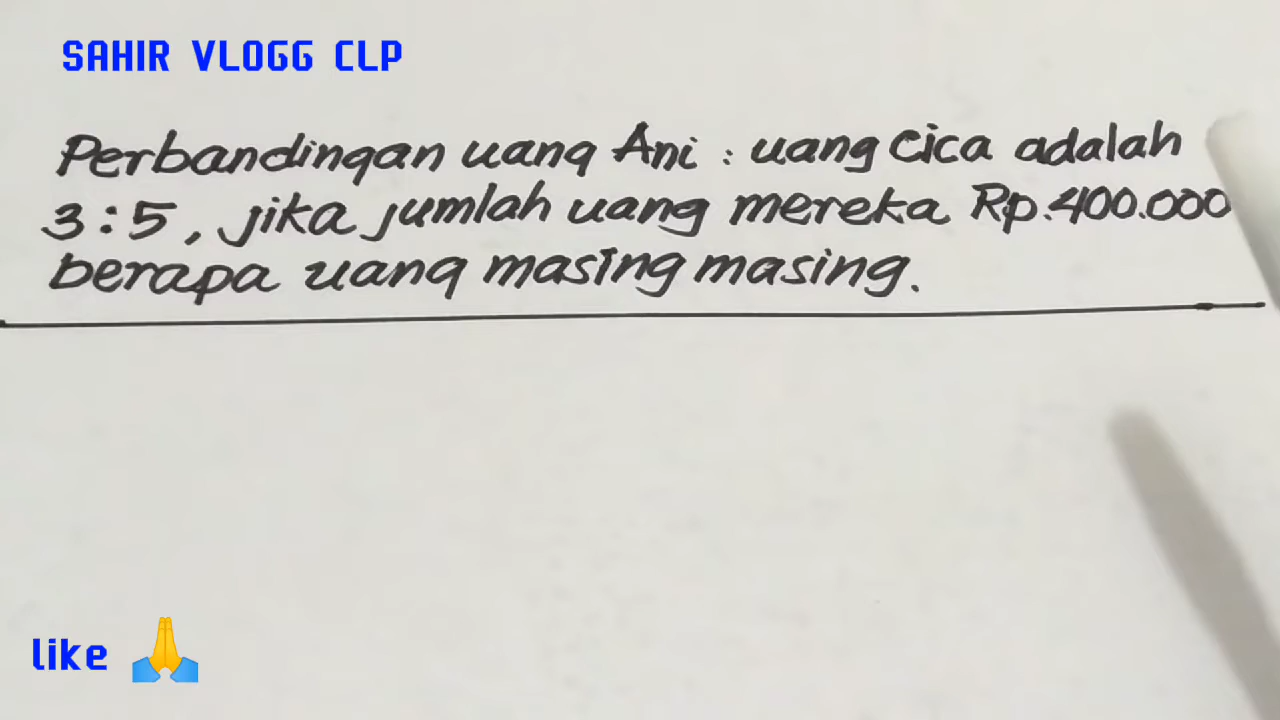 SAHIR VLOGG CLP
Perbandingan uang Ani : uang Cica adalah
3 : 5 , jika jumlah uang mereka Rp.400.000
berapa uang masing masing.
like 🙏